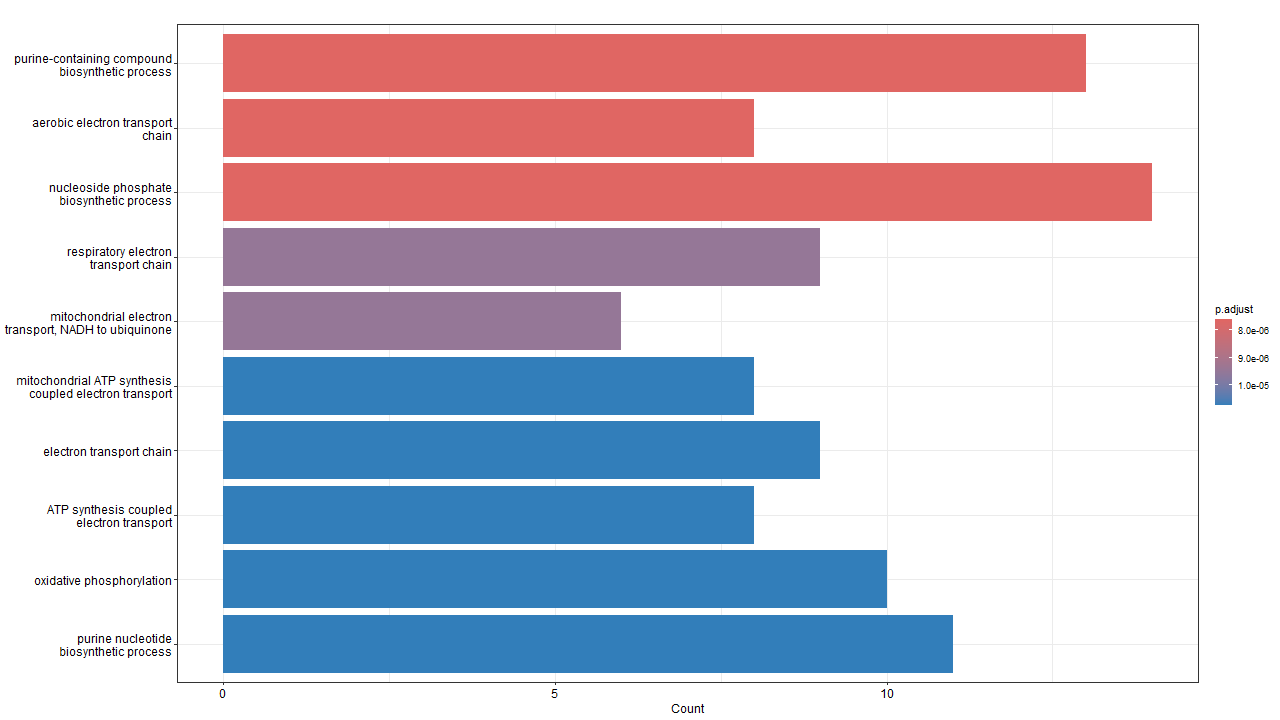 purine-containing compound
biosynthetic process
aerobic electron transport
chain
nucleoside phosphate
biosynthetic process
respiratory electron
transport chain
mitochondrial electron
transport, NADH to ubiquinone
mitochondrial ATP synthesis
coupled electron transport
electron transport chain
ATP synthesis coupled
electron transport
oxidative phosphorylation
purine nucleotide
biosynthetic process
0 5 10
Count
p.adjust
8.0e-06
9.0e-06
1.0e-05